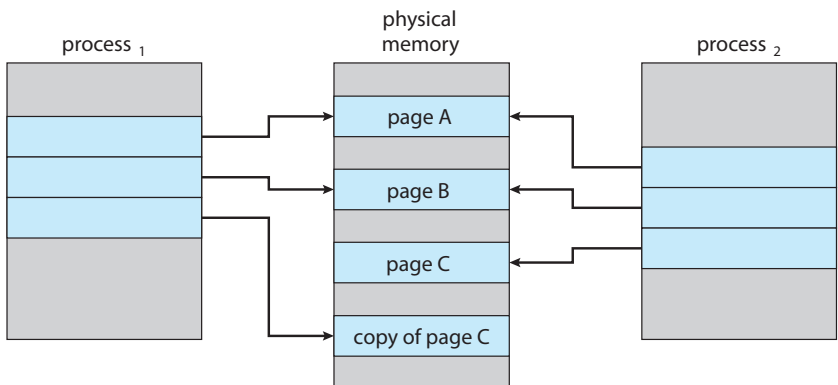 process 1
physical
memory
process 2
page A
page B
page C
copy of page C